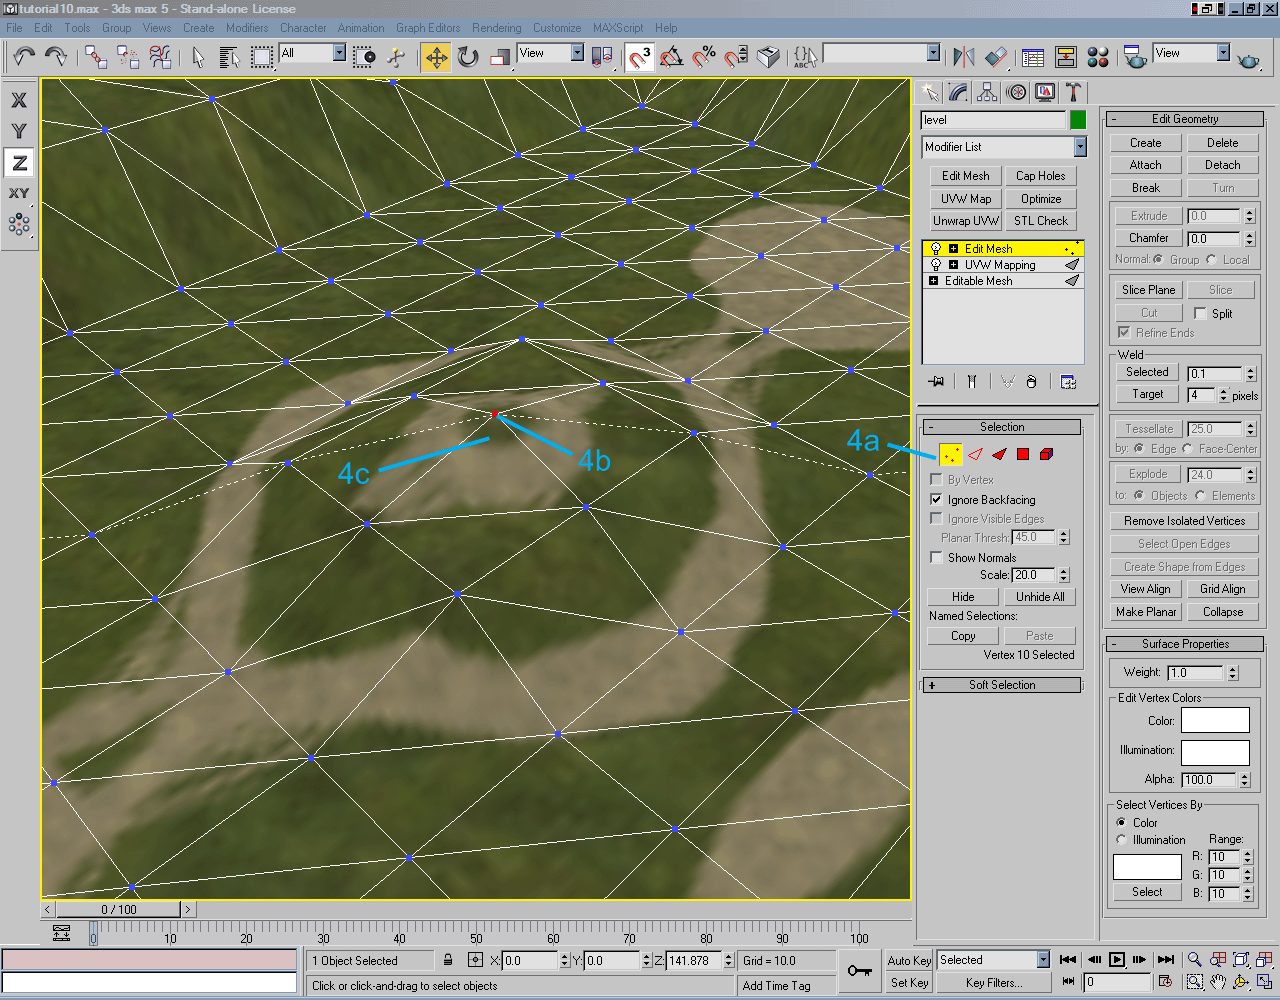 tutorial10.max - 3ds max 5 - Stand-alone License
File Edit Tools Group Views Create Modifiers Character Animation Graph Editors Rendering Customize MAXScript Help
All View 3 % ABC View
X
Y
Z
XY
level
Modifier List
Edit Mesh Cap Holes
UVW Map Optimize
Unwrap UVW STL Check
Edit Mesh
UVW Mapping
Editable Mesh
- Selection
By Vertex
Ignore Backfacing
Ignore Visible Edges
Planar Thresh: 45.0
Show Normals
Scale: 20.0
Hide Unhide All
Named Selections:
Copy Paste
Vertex 10 Selected
+ Soft Selection
- Edit Geometry
Create Delete
Attach Detach
Break Turn
Extrude 0.0
Chamfer 0.0
Normal: Group Local
Slice Plane Slice
Cut Split
Refine Ends
Weld
Selected 0.1
Target 4 pixels
Tessellate 25.0
by: Edge Face-Center
Explode 24.0
to: Objects Elements
Remove Isolated Vertices
Select Open Edges
Create Shape from Edges
View Align Grid Align
Make Planar Collapse
- Surface Properties
Weight: 1.0
Edit Vertex Colors
Color:
Illumination:
Alpha: 100.0
Select Vertices By
Color
Illumination Range:
R: 10
G: 10
Select B: 10
4a
4b
4c
< 0 / 100 >
0 10 20 30 40 50 60 70 80 90 100
1 Object Selected X: 0.0 Y: 0.0 Z: 141.878 Grid = 10.0 Auto Key Selected
Click or click-and-drag to select objects Add Time Tag Set Key Key Filters... 0